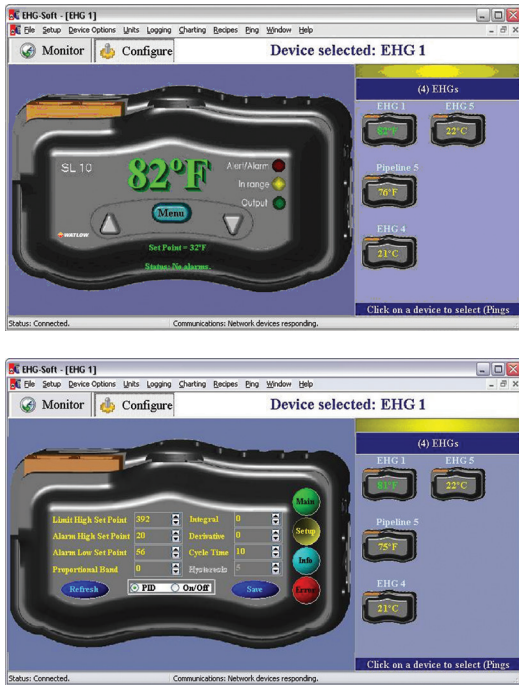 EHG-Soft - [EHG 1]
File Setup Device Options Units Logging Charting Recipes Ping Window Help
Monitor Configure Device selected: EHG 1
(4) EHGs
EHG 1 EHG 5
82°F 22°C
Pipeline 5
76°F
EHG 4
21°C
SL 10
82°F
Alert/Alarm
In range
Output
Menu
WATLOW
Set Point = 32°F
Status: No alarms.
Click on a device to select (Pings
Status: Connected. Communications: Network devices responding.
EHG-Soft - [EHG 1]
File Setup Device Options Units Logging Charting Recipes Ping Window Help
Monitor Configure Device selected: EHG 1
(4) EHGs
EHG 1 EHG 5
81°F 22°C
Pipeline 5
75°F
EHG 4
21°C
Main
Setup
Info
Error
Limit High Set Point 392 Integral 0
Alarm High Set Point 20 Derivative 0
Alarm Low Set Point 56 Cycle Time 10
Proportional Band 0 Hysteresis 5
Refresh PID On/Off Save
Click on a device to select (Pings
Status: Connected. Communications: Network devices responding.